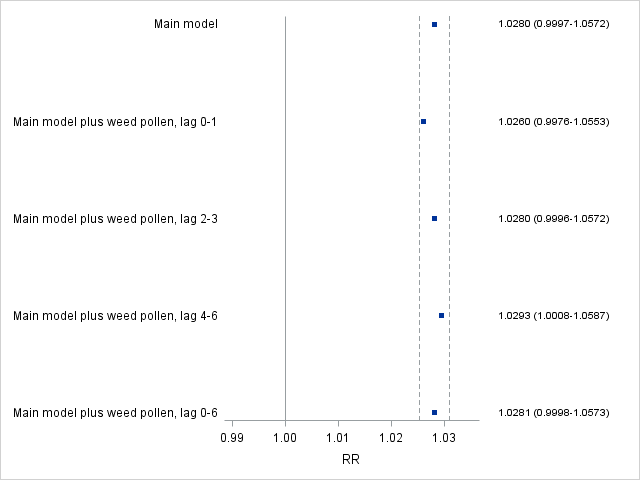 Main model 1.0280 (0.9997-1.0572)
Main model plus weed pollen, lag 0-1 1.0260 (0.9976-1.0553)
Main model plus weed pollen, lag 2-3 1.0280 (0.9996-1.0572)
Main model plus weed pollen, lag 4-6 1.0293 (1.0008-1.0587)
Main model plus weed pollen, lag 0-6 1.0281 (0.9998-1.0573)
0.99 1.00 1.01 1.02 1.03
RR